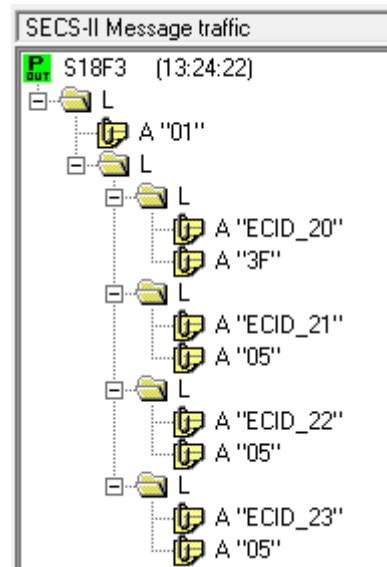 SECS-II Message traffic
P OUT S18F3 (13:24:22)
L
A "01"
L
L
A "ECID_20"
A "3F"
L
A "ECID_21"
A "05"
L
A "ECID_22"
A "05"
L
A "ECID_23"
A "05"